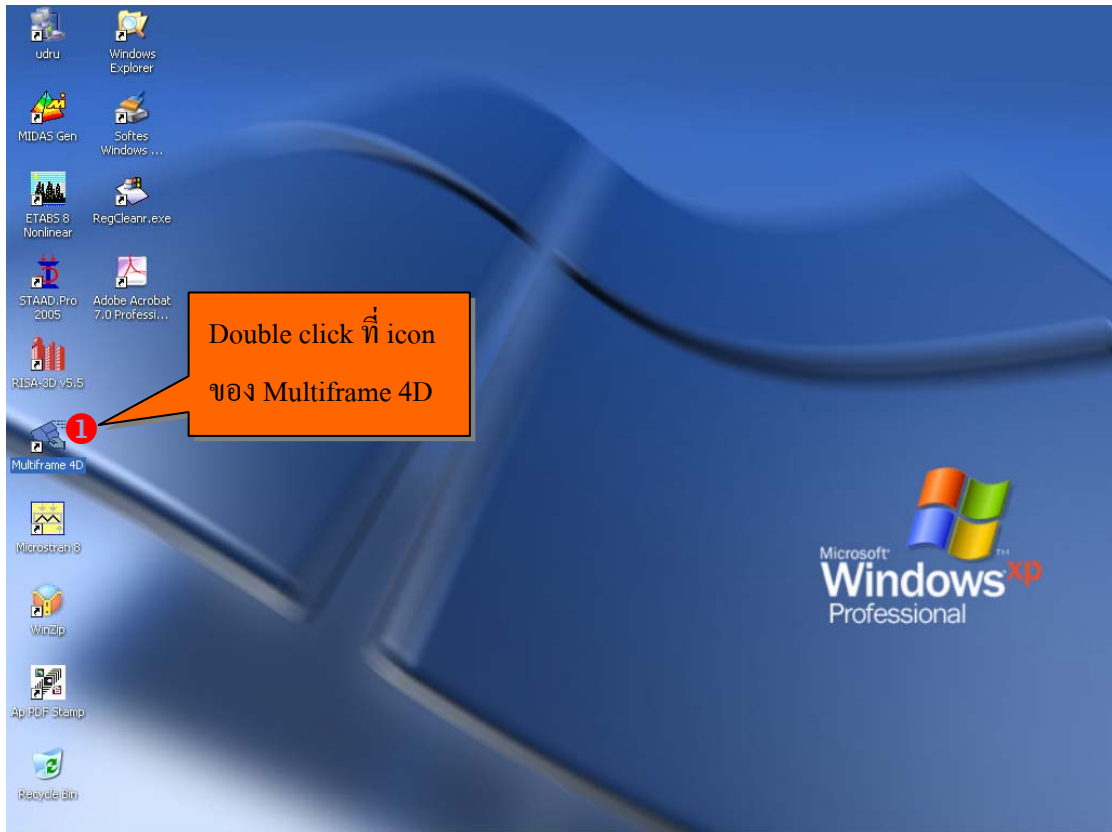 udru
Windows
Explorer
MIDAS Gen
Softes
Windows ...
ETABS 8
Nonlinear
RegCleanr.exe
STAAD.Pro
2005
Adobe Acrobat
7.0 Professi...
RISA-3D v5.5
Double click ที่ icon
ของ Multiframe 4D
1
Multiframe 4D
Microstran 8
WinZip
Ap PDF Stamp
Recycle Bin
Microsoft
Windows xp
TM
Professional